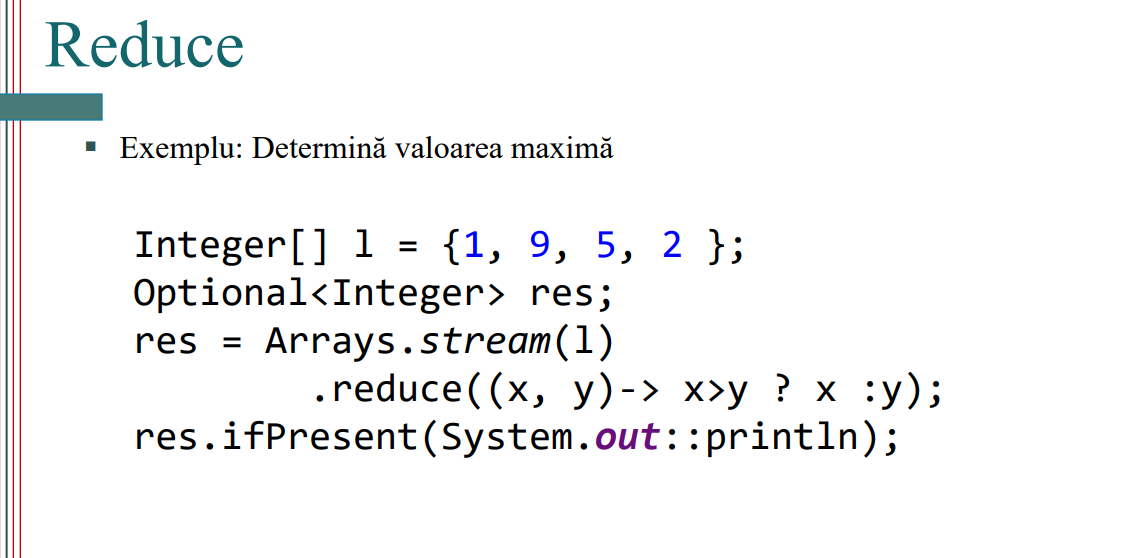 Reduce
▪ Exemplu: Determină valoarea maximă
Integer[] l = {1, 9, 5, 2 };
Optional<Integer> res;
res = Arrays.stream(l)
.reduce((x, y)-> x>y ? x :y);
res.ifPresent(System.out::println);